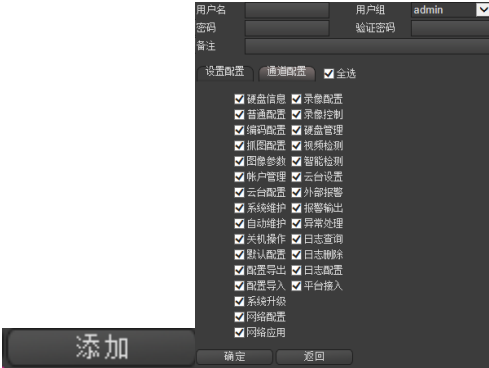 用户名 用户组 admin
密码 验证密码
备注
设置配置 通道配置 全选
硬盘信息 录像配置
普通配置 录像控制
编码配置 硬盘管理
抓图配置 视频检测
图像参数 智能检测
帐户管理 云台设置
云台配置 外部报警
系统维护 报警输出
自动维护 异常处理
关机操作 日志查询
默认配置 日志删除
配置导出 日志配置
配置导入 平台接入
系统升级
网络配置
网络应用
添加 确定 返回